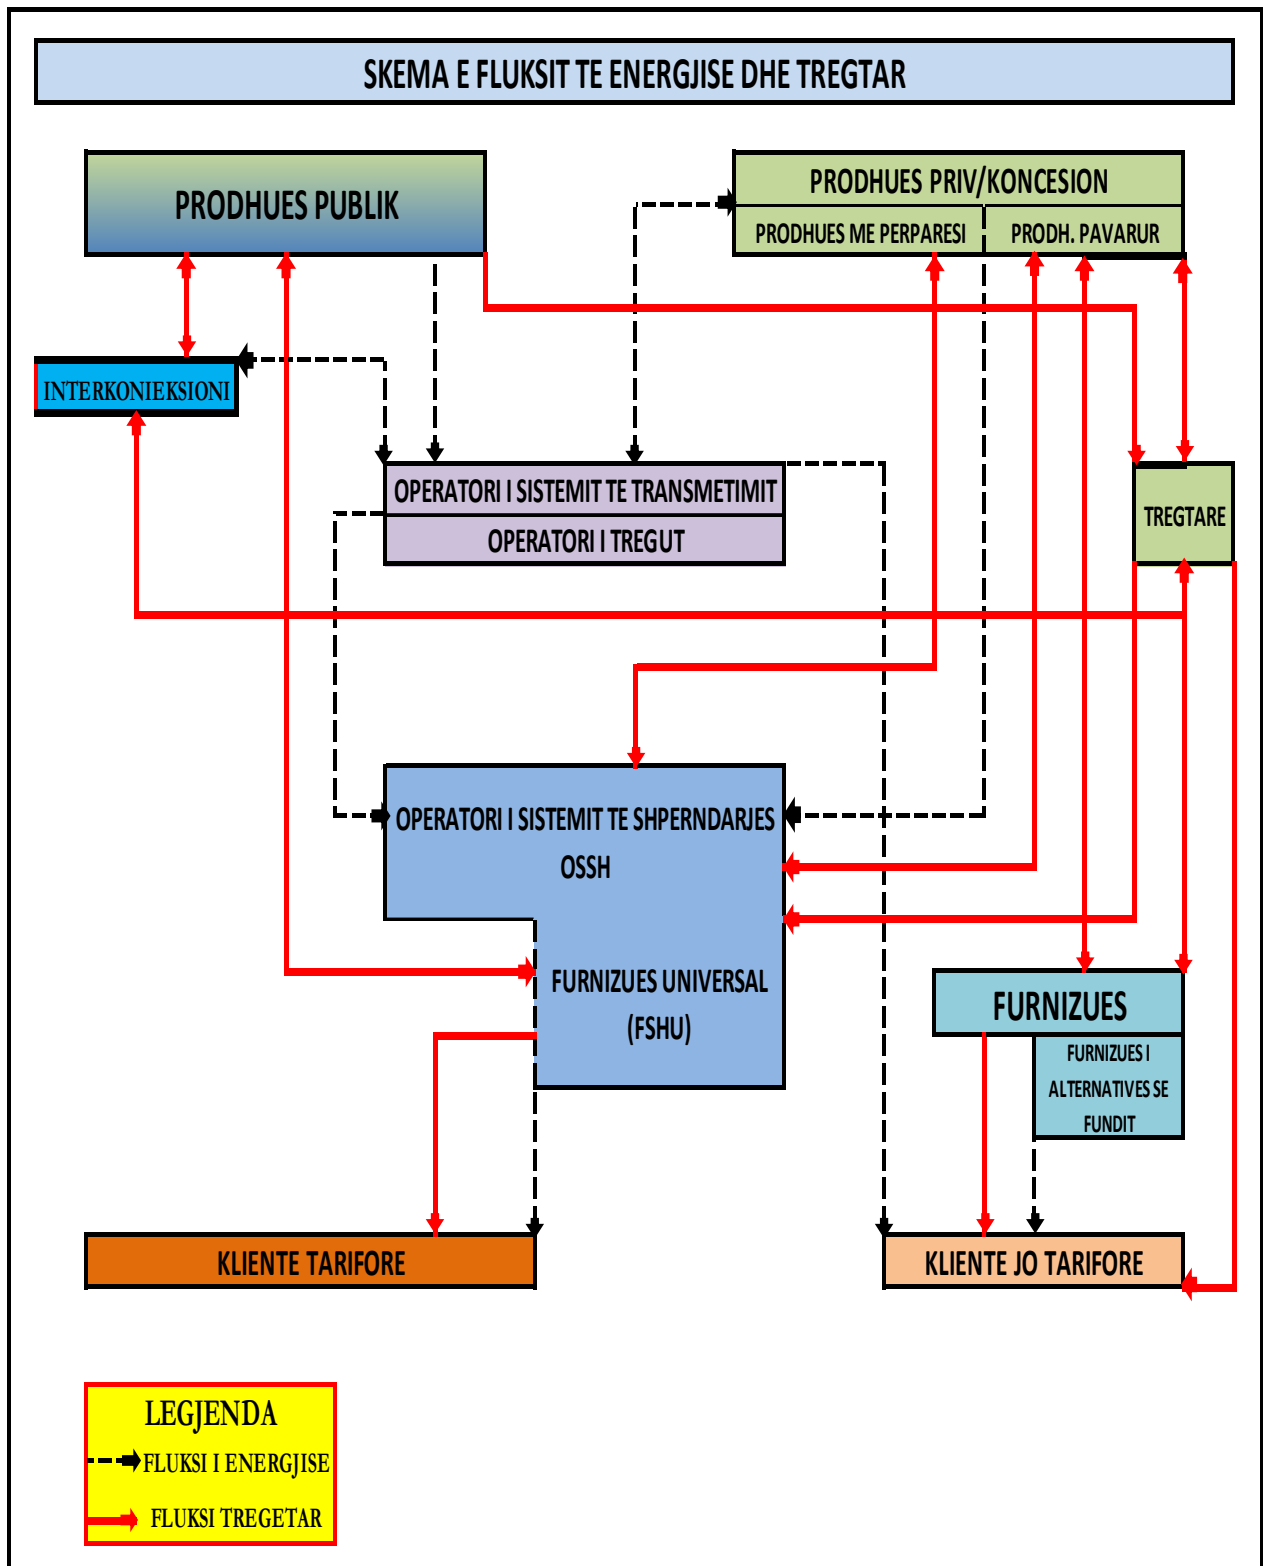 SKEMA E FLUKSIT TE ENERGJISE DHE TREGTAR
PRODHUES PUBLIK
PRODHUES PRIV/KONCESION
PRODHUES ME PERPARESI
PRODH. PAVARUR
INTERKONIEKSIONI
OPERATORI I SISTEMIT TE TRANSMETIMIT
OPERATORI I TREGUT
TREGTARE
OPERATORI I SISTEMIT TE SHPERNDARJES
OSSH
FURNIZUES UNIVERSAL
(FSHU)
FURNIZUES
FURNIZUES I
ALTERNATIVES SE
FUNDIT
KLIENTE TARIFORE
KLIENTE JO TARIFORE
LEGJENDA
FLUKSI I ENERGJISE
FLUKSI TREGETAR